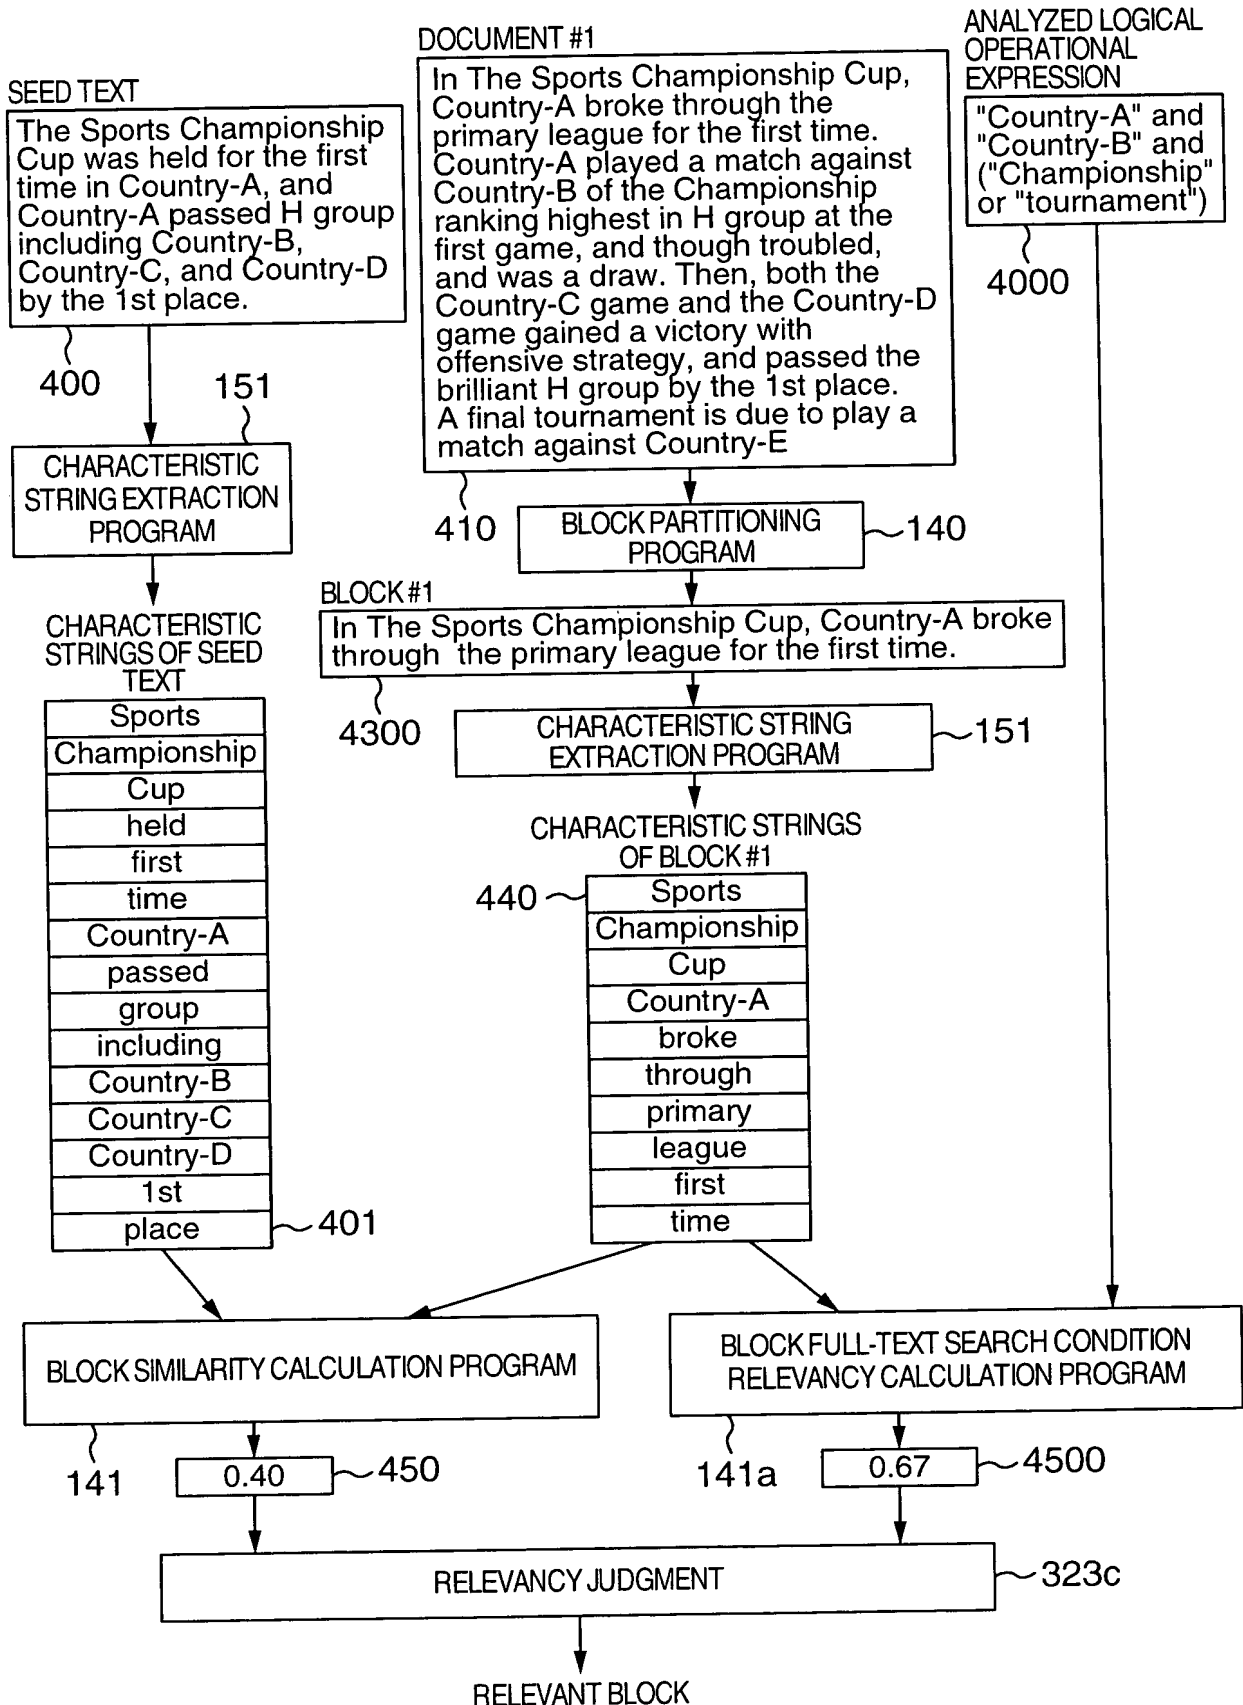 SEED TEXT
The Sports Championship
Cup was held for the first
time in Country-A, and
Country-A passed H group
including Country-B,
Country-C, and Country-D
by the 1st place.
400
151
CHARACTERISTIC
STRING EXTRACTION
PROGRAM
CHARACTERISTIC
STRINGS OF SEED
TEXT
Sports
Championship
Cup
held
first
time
Country-A
passed
group
including
Country-B
Country-C
Country-D
1st
place
401
DOCUMENT #1
In The Sports Championship Cup,
Country-A broke through the
primary league for the first time.
Country-A played a match against
Country-B of the Championship
ranking highest in H group at the
first game, and though troubled,
and was a draw. Then, both the
Country-C game and the Country-D
game gained a victory with
offensive strategy, and passed the
brilliant H group by the 1st place.
A final tournament is due to play a
match against Country-E
410
BLOCK PARTITIONING
PROGRAM
140
BLOCK #1
In The Sports Championship Cup, Country-A broke
through the primary league for the first time.
4300
CHARACTERISTIC STRING
EXTRACTION PROGRAM
151
CHARACTERISTIC STRINGS
OF BLOCK #1
440
Sports
Championship
Cup
Country-A
broke
through
primary
league
first
time
ANALYZED LOGICAL
OPERATIONAL
EXPRESSION
"Country-A" and
"Country-B" and
("Championship"
or "tournament")
4000
BLOCK SIMILARITY CALCULATION PROGRAM
141
0.40
450
BLOCK FULL-TEXT SEARCH CONDITION
RELEVANCY CALCULATION PROGRAM
141a
0.67
4500
RELEVANCY JUDGMENT
323c
RELEVANT BLOCK